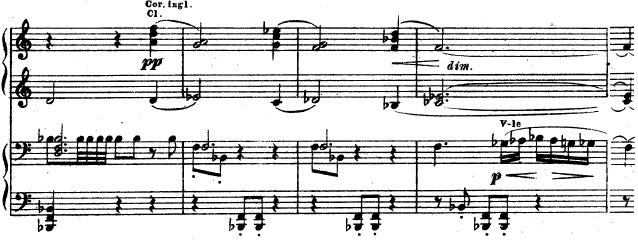 Cor. ingl.
Cl.
pp
dim.
V-le
p